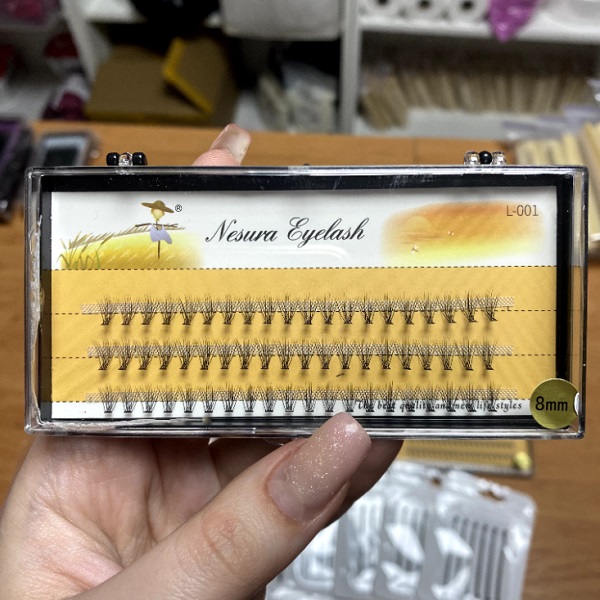 ®
Nesura Eyelash
L-001
The best quality and new life styles
8mm